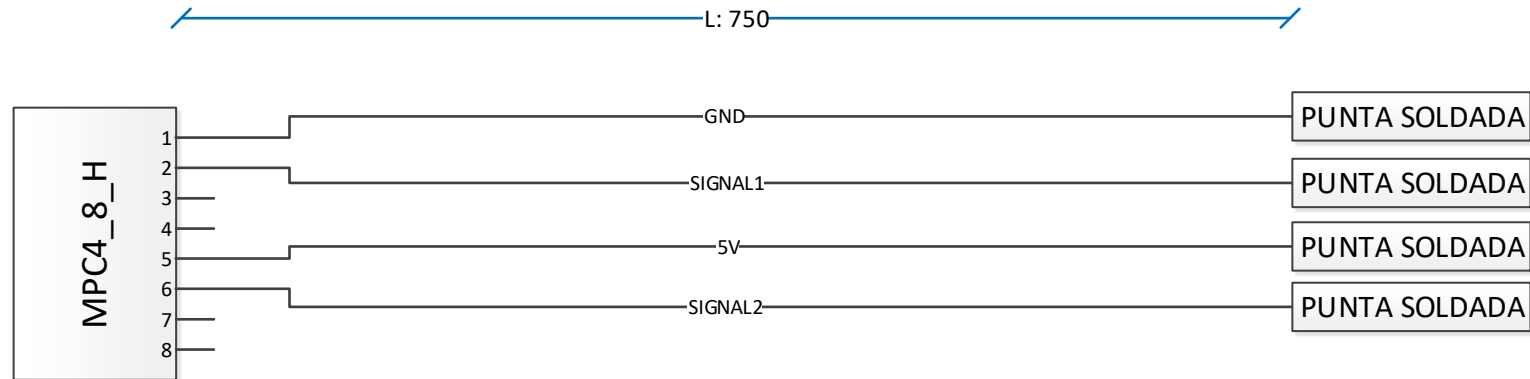 L: 750
MPC4_8_H
1
GND
PUNTA SOLDADA
2
SIGNAL1
PUNTA SOLDADA
3
4
5
5V
PUNTA SOLDADA
6
SIGNAL2
PUNTA SOLDADA
7
8